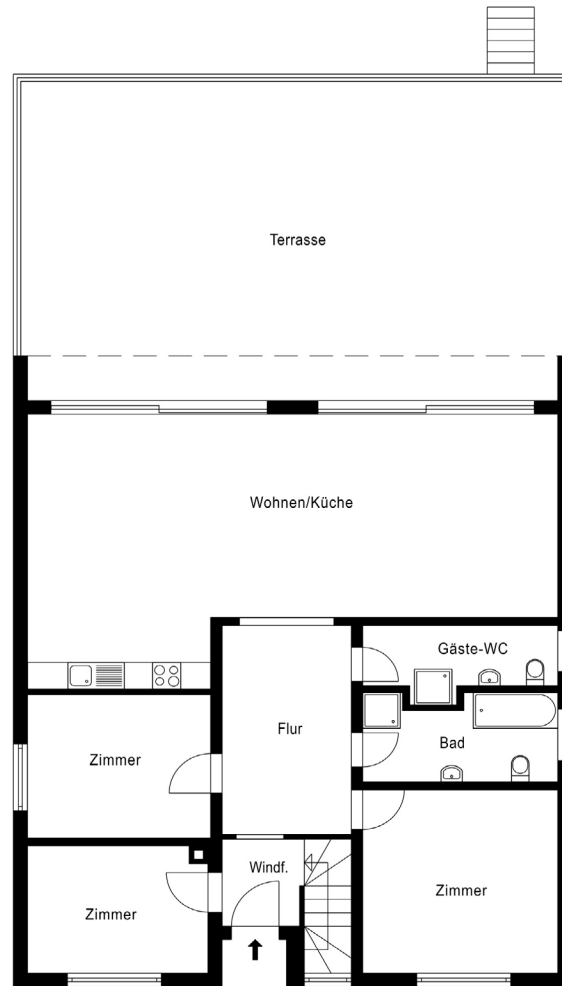 Terrasse
Wohnen/Küche
Gäste-WC
Flur
Bad
Zimmer
Windf.
Zimmer
Zimmer